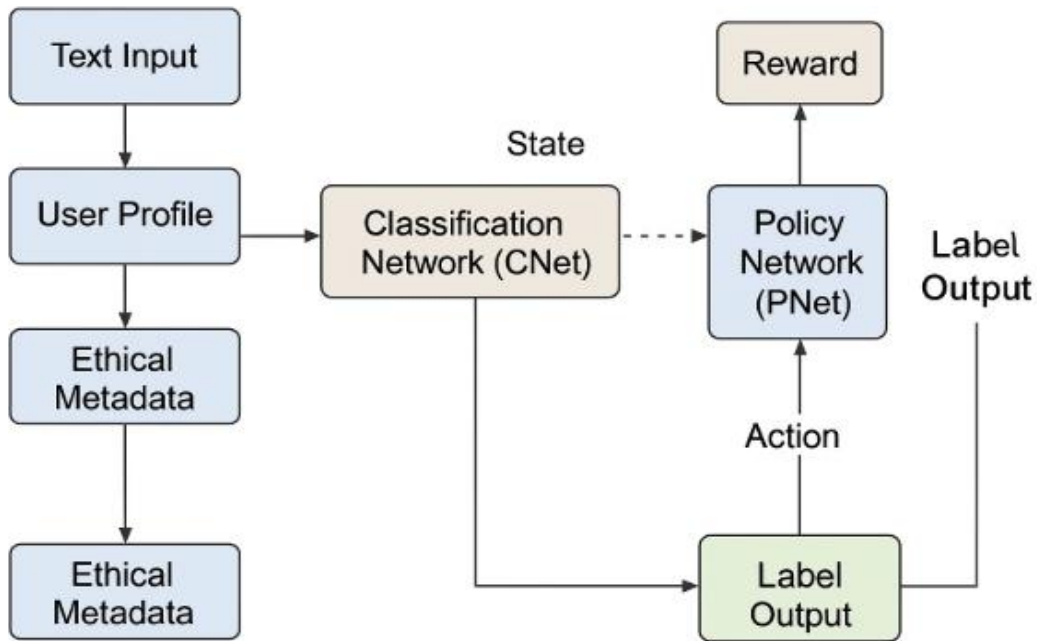 Text Input
Reward
State
User Profile
Classification
Network (CNet)
Policy
Network
(PNet)
Label
Output
Ethical
Metadata
Action
Ethical
Metadata
Label
Output